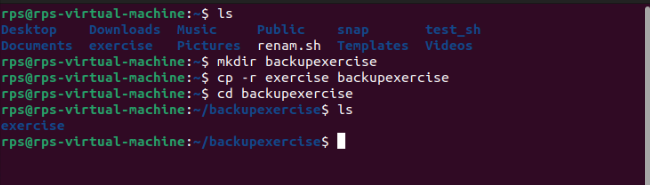 rps@rps-virtual-machine:~$ ls
Desktop    Downloads  Music     Public    snap       test_sh
Documents  exercise   Pictures  renam.sh  Templates  Videos
rps@rps-virtual-machine:~$ mkdir backupexercise
rps@rps-virtual-machine:~$ cp -r exercise backupexercise
rps@rps-virtual-machine:~$ cd backupexercise
rps@rps-virtual-machine:~/backupexercise$ ls
exercise
rps@rps-virtual-machine:~/backupexercise$